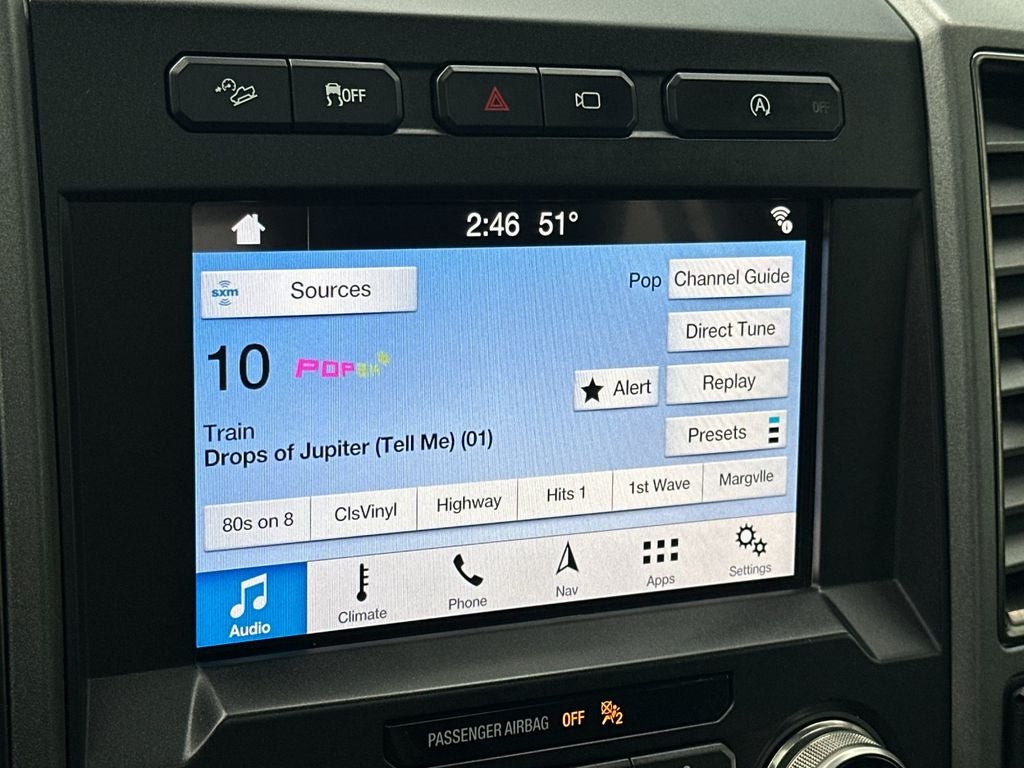 OFF
A OFF
2:46 51°
sxm Sources
Pop Channel Guide
Direct Tune
10 POP2K
Alert Replay
Train
Presets
Drops of Jupiter (Tell Me) (01)
80s on 8 ClsVinyl Highway Hits 1 1st Wave Margvlle
Audio Climate Phone Nav Apps Settings
PASSENGER AIRBAG OFF 2